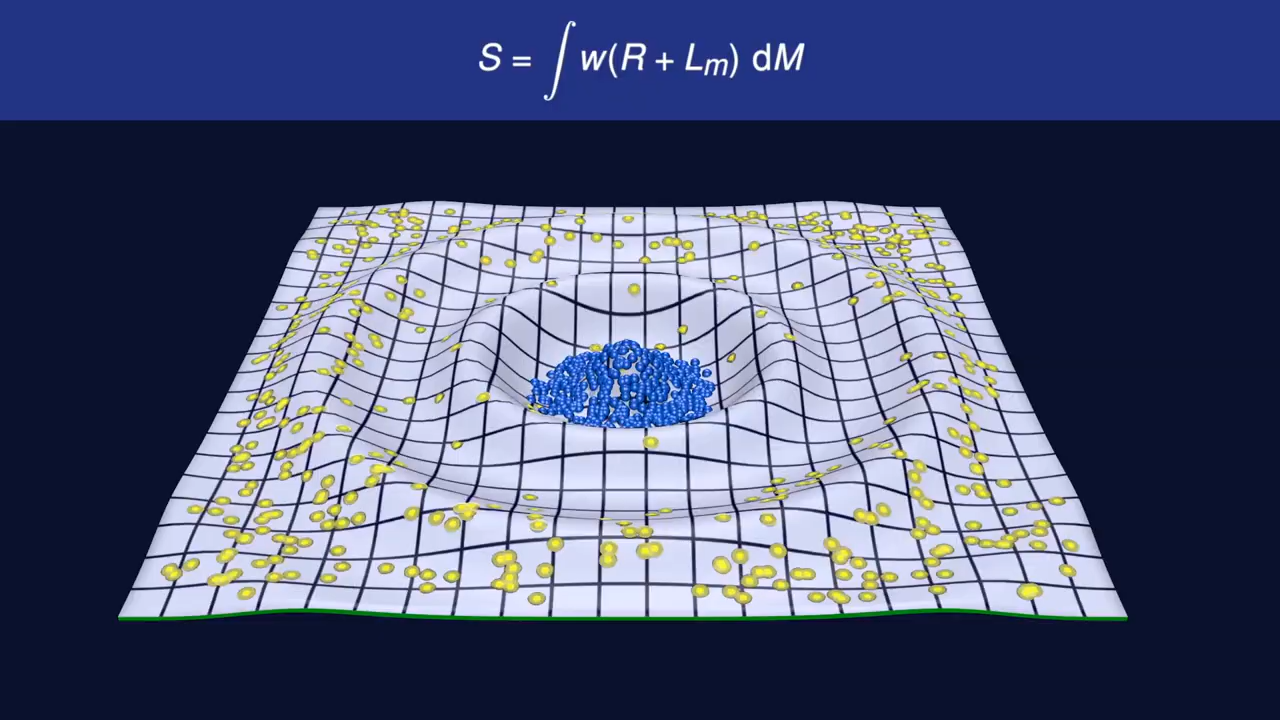 S = ∫ w(R + Lₘ) dM